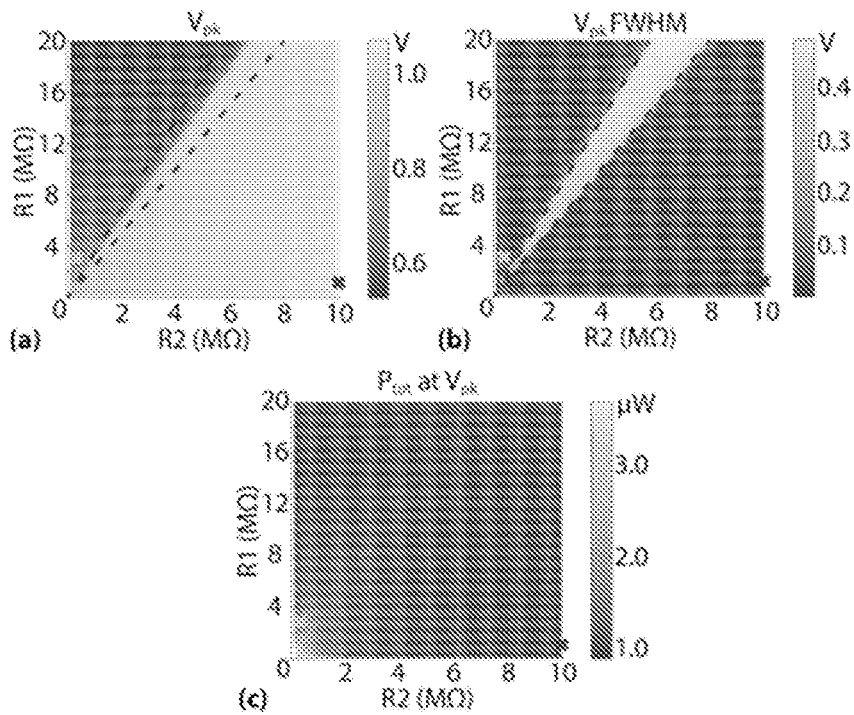 V_pk
V_pk FWHM
20
16
12
8
4
0
2
4
6
8
10
R1 (MΩ)
R2 (MΩ)
V
1.0
0.8
0.6
(a)
20
16
12
8
4
0
2
4
6
8
10
R1 (MΩ)
R2 (MΩ)
V
0.4
0.3
0.2
0.1
(b)
P_tot at V_pk
20
16
12
8
4
0
2
4
6
8
10
R1 (MΩ)
R2 (MΩ)
μW
3.0
2.0
1.0
(c)